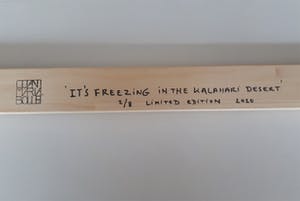 'IT'S FREEZING IN THE KALAHARI DESERT'
2/8 LIMITED EDITION 2020